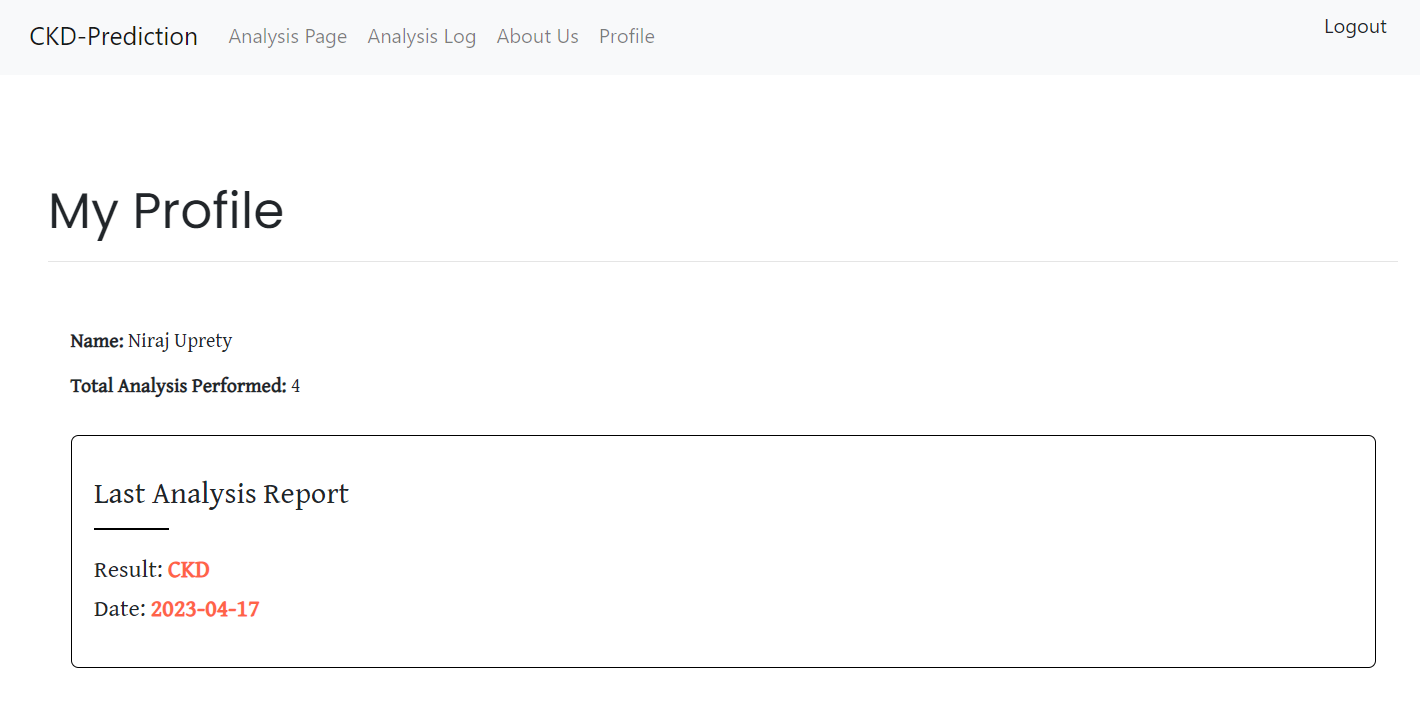 CKD-Prediction Analysis Page Analysis Log About Us Profile Logout
My Profile
Name: Niraj Uprety
Total Analysis Performed: 4
Last Analysis Report
Result: CKD
Date: 2023-04-17